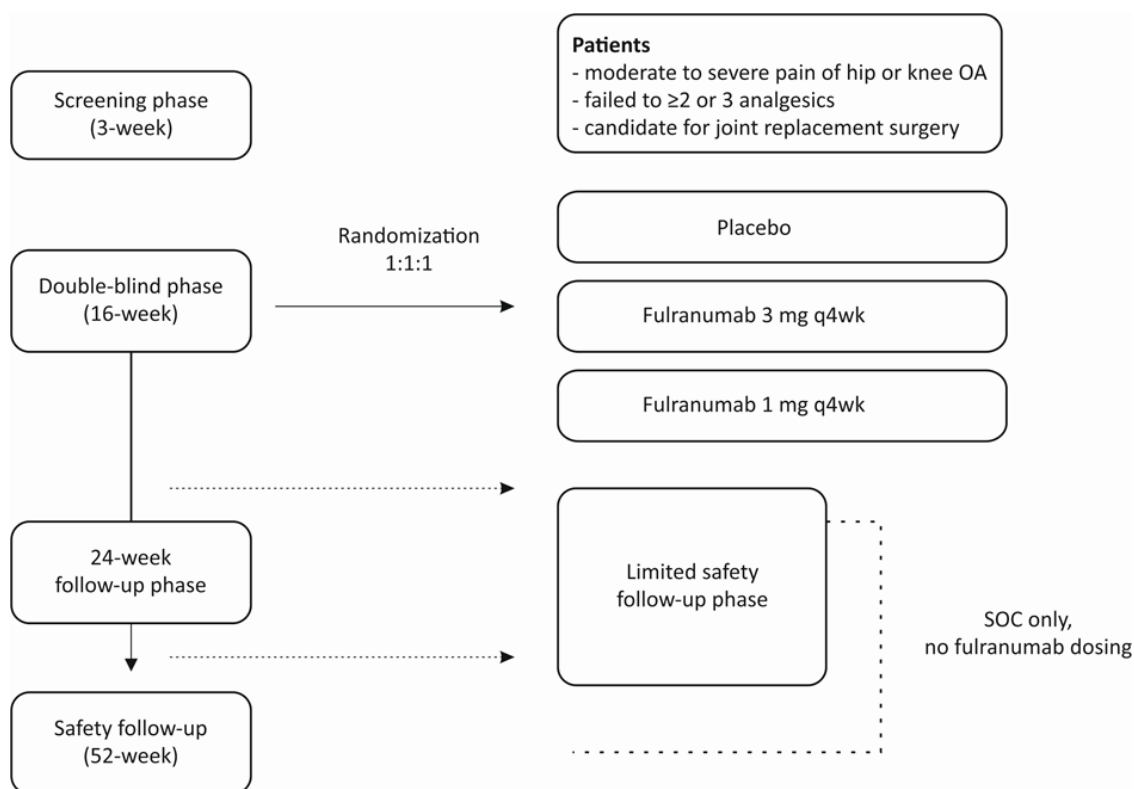 Screening phase
(3-week)
Patients
- moderate to severe pain of hip or knee OA
- failed to ≥2 or 3 analgesics
- candidate for joint replacement surgery
Double-blind phase
(16-week)
Randomization
1:1:1
Placebo
Fulranumab 3 mg q4wk
Fulranumab 1 mg q4wk
24-week
follow-up phase
Limited safety
follow-up phase
SOC only,
no fulranumab dosing
Safety follow-up
(52-week)